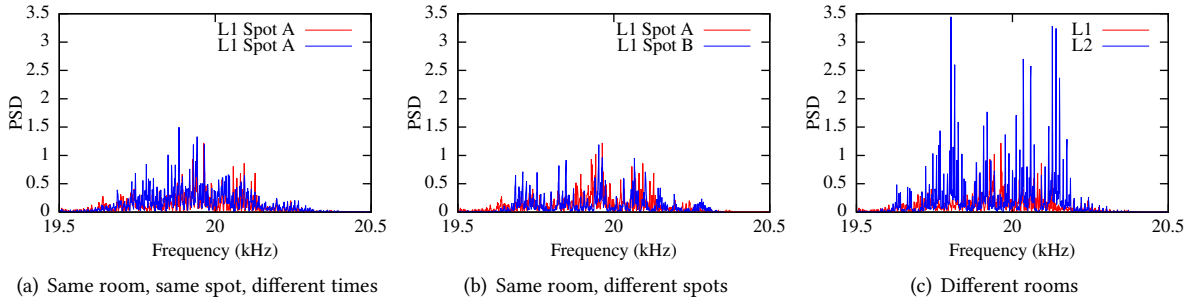 3.5
3
2.5
2
1.5
1
0.5
0
PSD
L1 Spot A
L1 Spot A
19.5 20 20.5
Frequency (kHz)
(a) Same room, same spot, different times
3.5
3
2.5
2
1.5
1
0.5
0
PSD
L1 Spot A
L1 Spot B
19.5 20 20.5
Frequency (kHz)
(b) Same room, different spots
3.5
3
2.5
2
1.5
1
0.5
0
PSD
L1
L2
19.5 20 20.5
Frequency (kHz)
(c) Different rooms